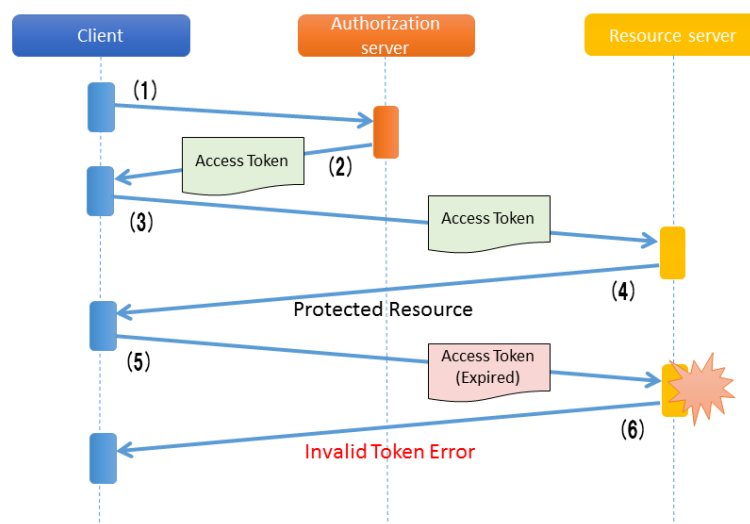 Client
Authorization
server
Resource server
(1)
Access Token
(2)
(3)
Access Token
(4)
Protected Resource
(5)
Access Token
(Expired)
(6)
Invalid Token Error